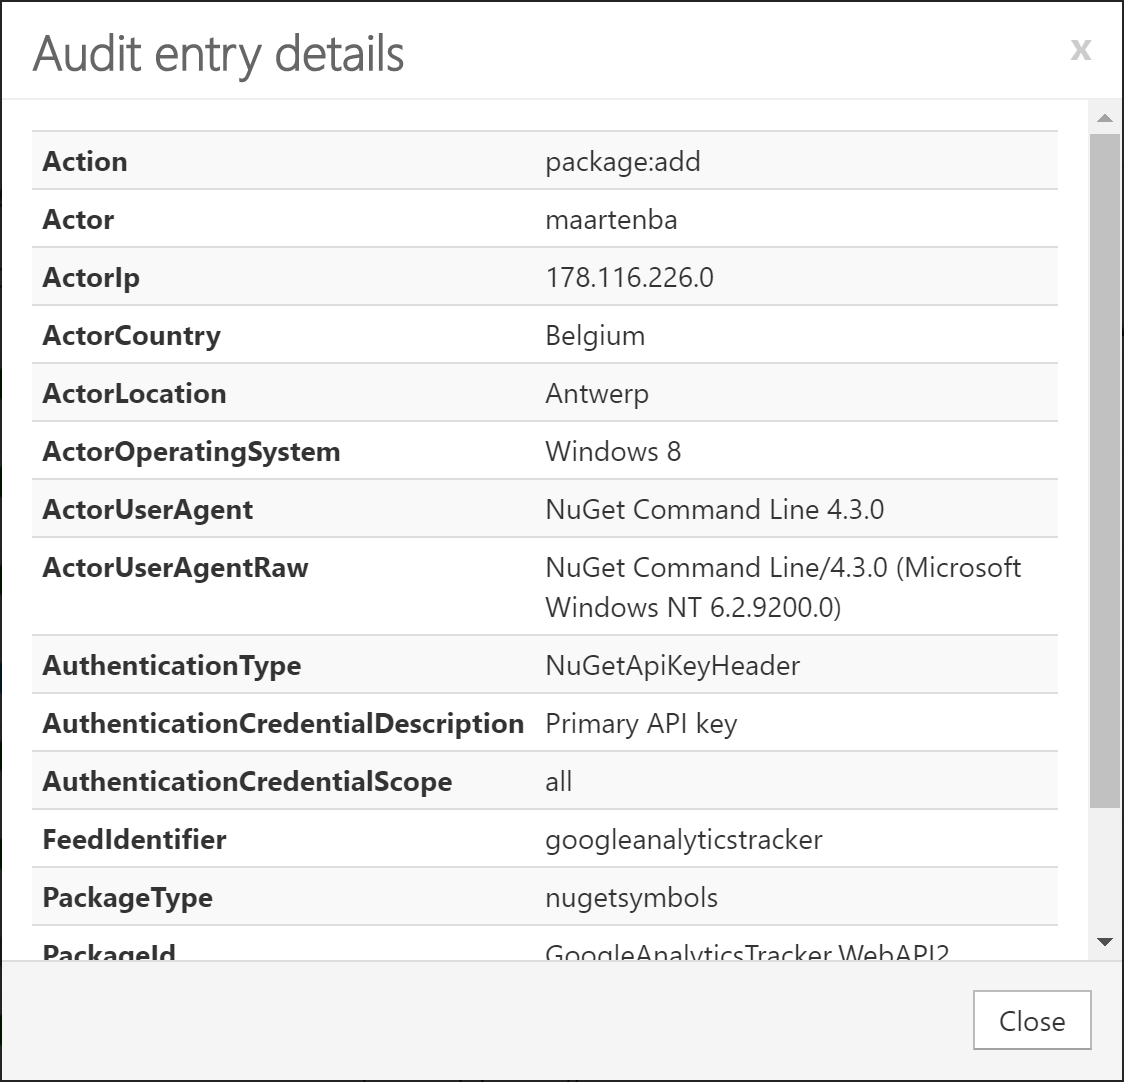 Audit entry details
x
Action package:add
Actor maartenba
ActorIp 178.116.226.0
ActorCountry Belgium
ActorLocation Antwerp
ActorOperatingSystem Windows 8
ActorUserAgent NuGet Command Line 4.3.0
ActorUserAgentRaw NuGet Command Line/4.3.0 (Microsoft
Windows NT 6.2.9200.0)
AuthenticationType NuGetApiKeyHeader
AuthenticationCredentialDescription Primary API key
AuthenticationCredentialScope all
FeedIdentifier googleanalyticstracker
PackageType nugetsymbols
PackageId GoogleAnalyticsTracker.WebAPI2
Close